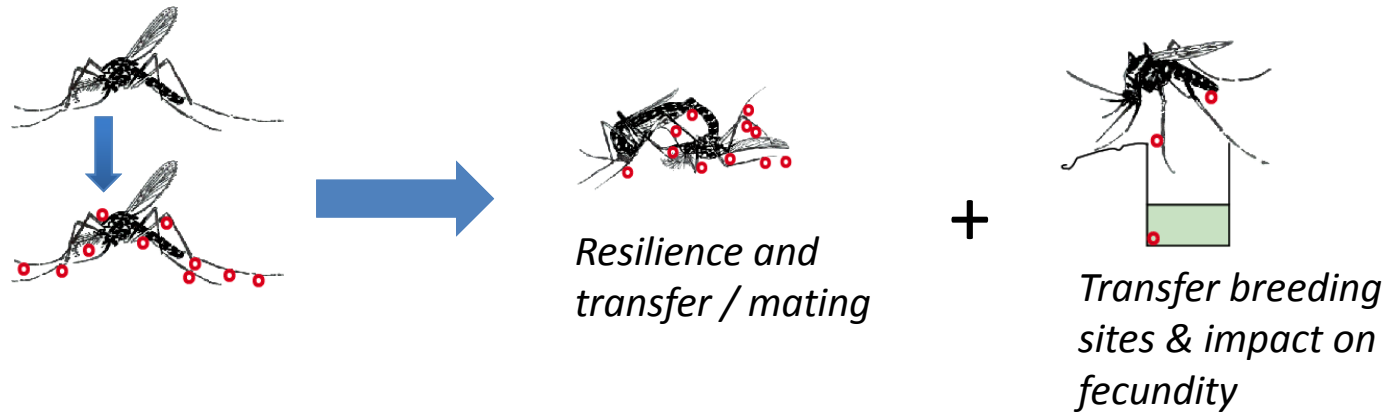 Resilience and
transfer / mating
+
Transfer breeding
sites & impact on
fecundity